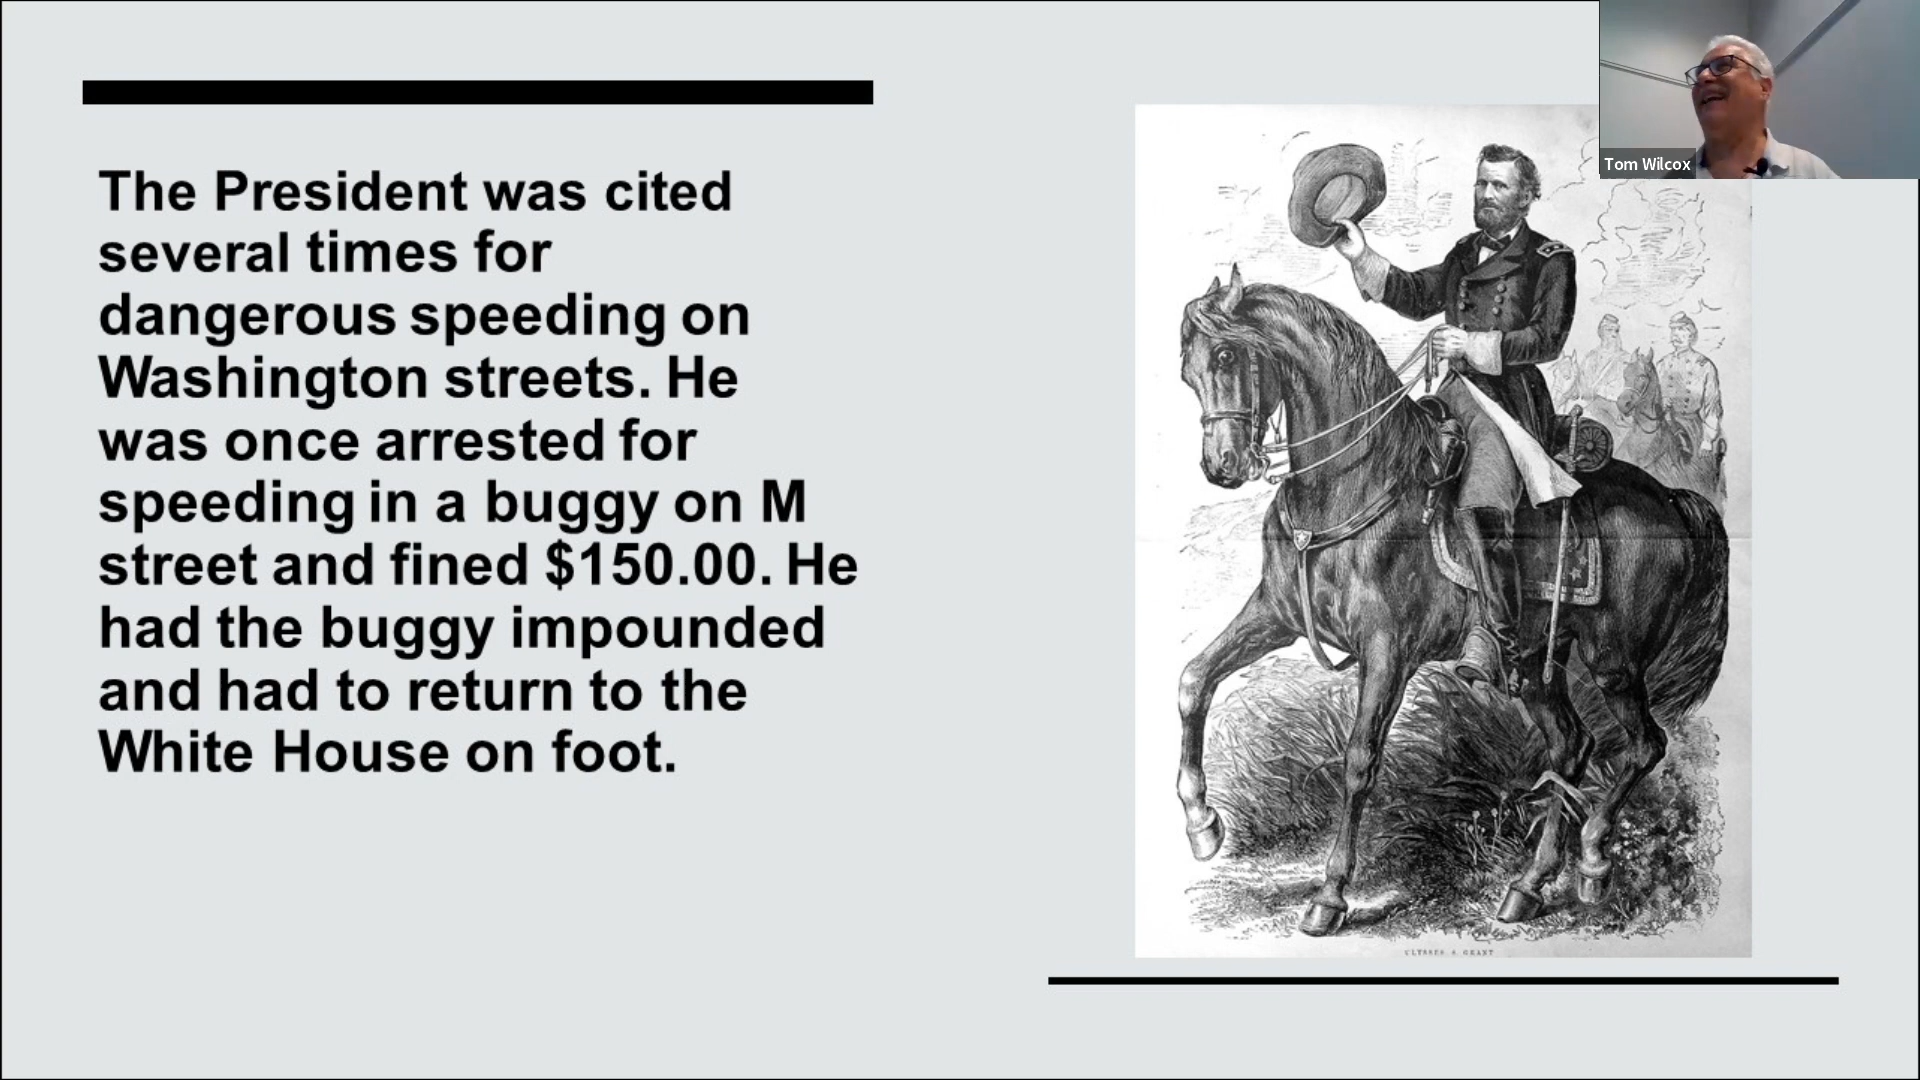 The President was cited
several times for
dangerous speeding on
Washington streets. He
was once arrested for
speeding in a buggy on M
street and fined $150.00. He
had the buggy impounded
and had to return to the
White House on foot.
Tom Wilcox
ULYSSES S. GRANT